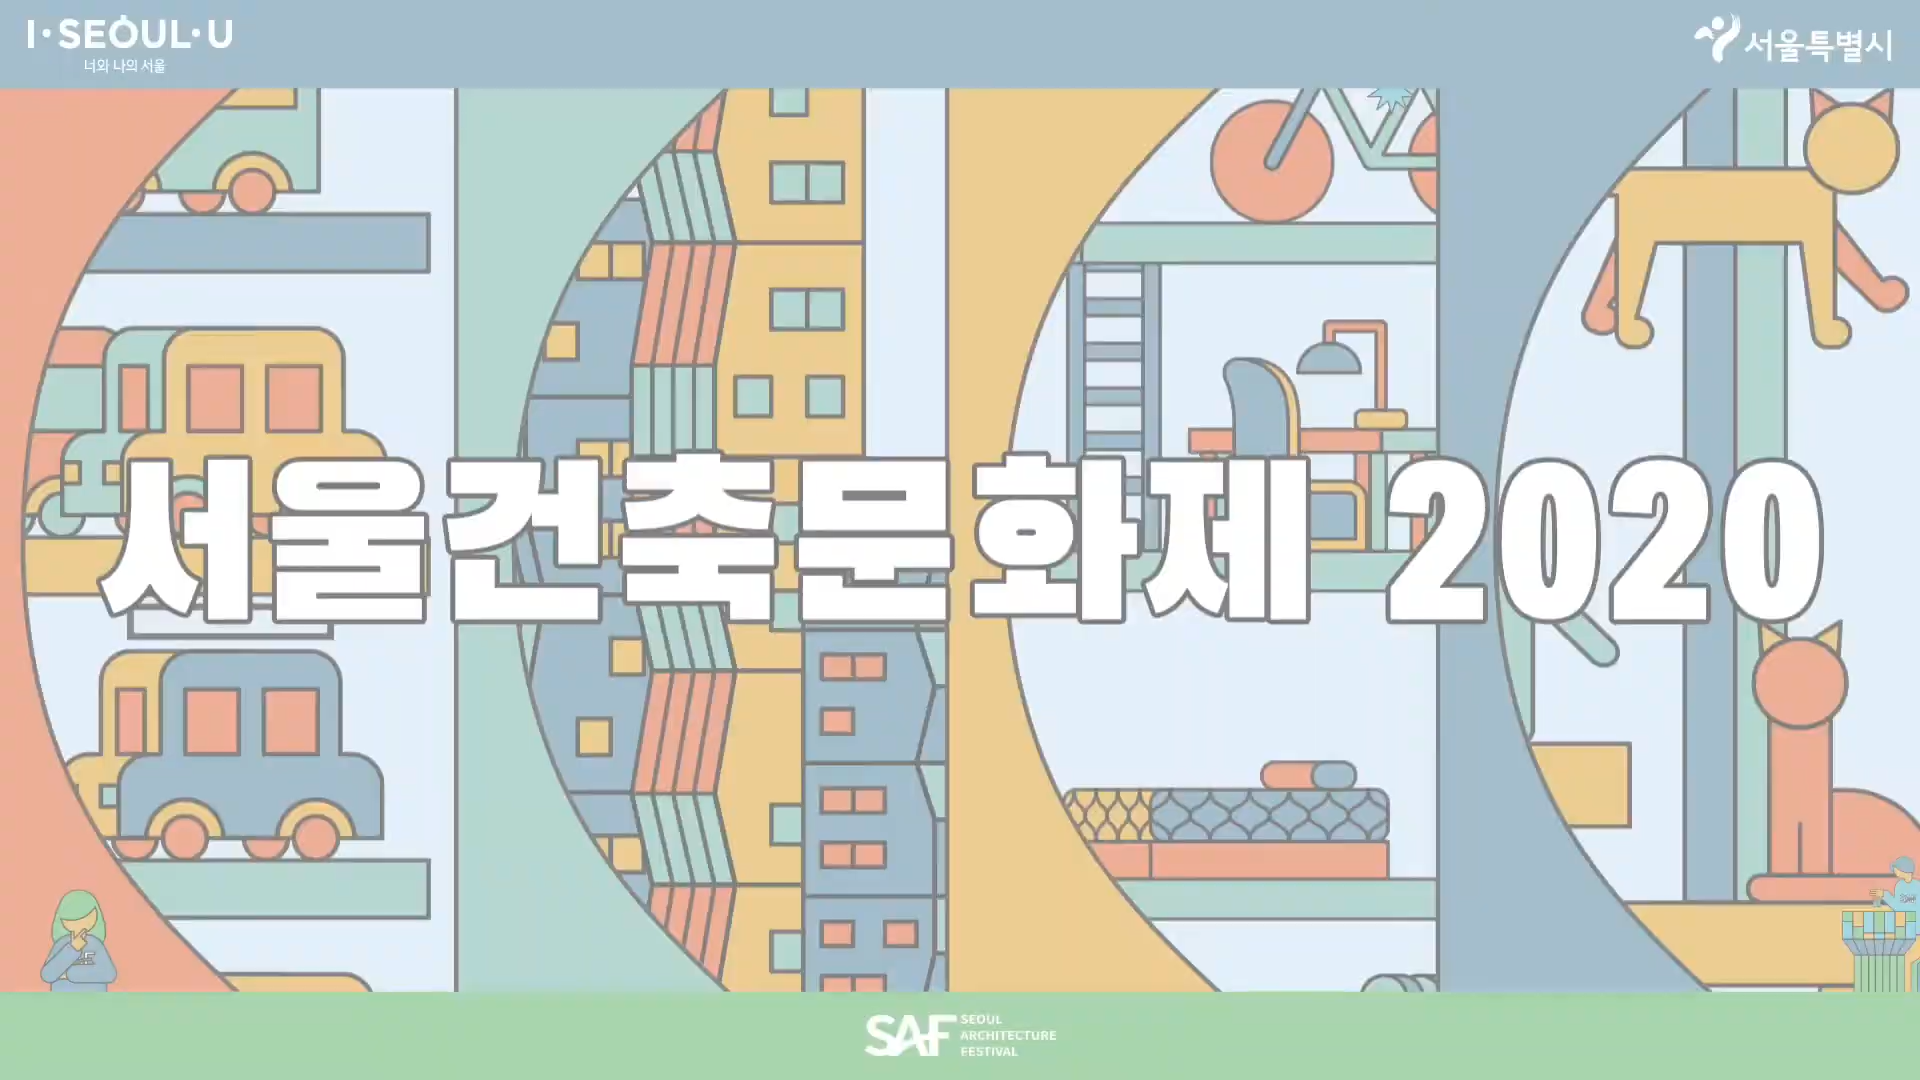 I·SEOUL·U
너와 나의 서울
서울특별시
서울건축문화제 2020
SAF SEOUL
ARCHITECTURE
FESTIVAL